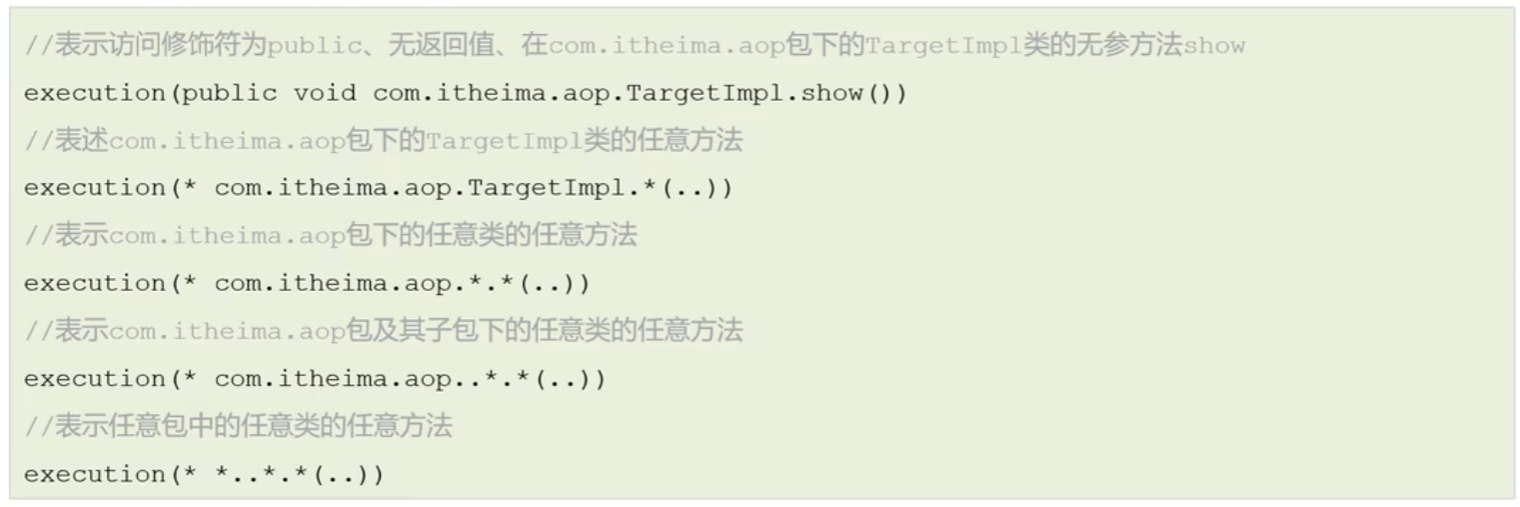 //表示访问修饰符为public、无返回值、在com.itheima.aop包下的TargetImpl类的无参方法show
execution(public void com.itheima.aop.TargetImpl.show())
//表述com.itheima.aop包下的TargetImpl类的任意方法
execution(* com.itheima.aop.TargetImpl.*(..))
//表示com.itheima.aop包下的任意类的任意方法
execution(* com.itheima.aop.*.*(..))
//表示com.itheima.aop包及其子包下的任意类的任意方法
execution(* com.itheima.aop..*.*(..))
//表示任意包中的任意类的任意方法
execution(* *..*.*(..))